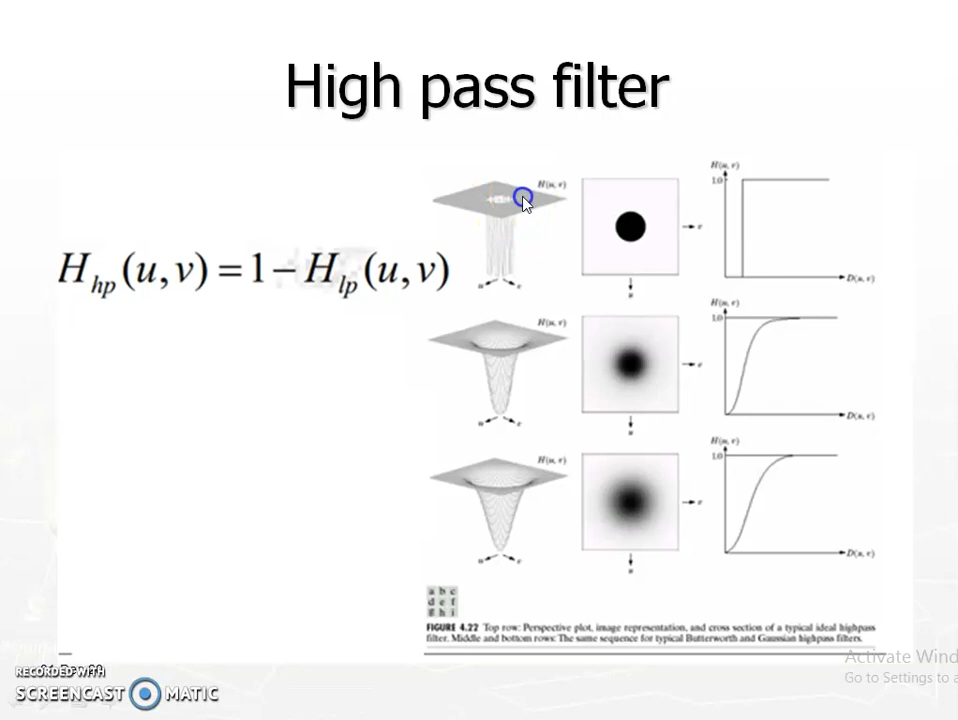 High pass filter
H_hp (u, v) = 1 − H_lp (u, v)
H(u, v)
u v
v
u
H(u, v)
1.0
D(u, v)
H(u, v)
u v
v
u
H(u, v)
1.0
D(u, v)
H(u, v)
u v
v
u
H(u, v)
1.0
D(u, v)
a b c
d e f
g h i
FIGURE 4.22 Top row: Perspective plot, image representation, and cross section of a typical ideal highpass
filter. Middle and bottom rows: The same sequence for typical Butterworth and Gaussian highpass filters.
Activate Wind
Go to Settings to a
RECORDED WITH
SCREENCAST MATIC